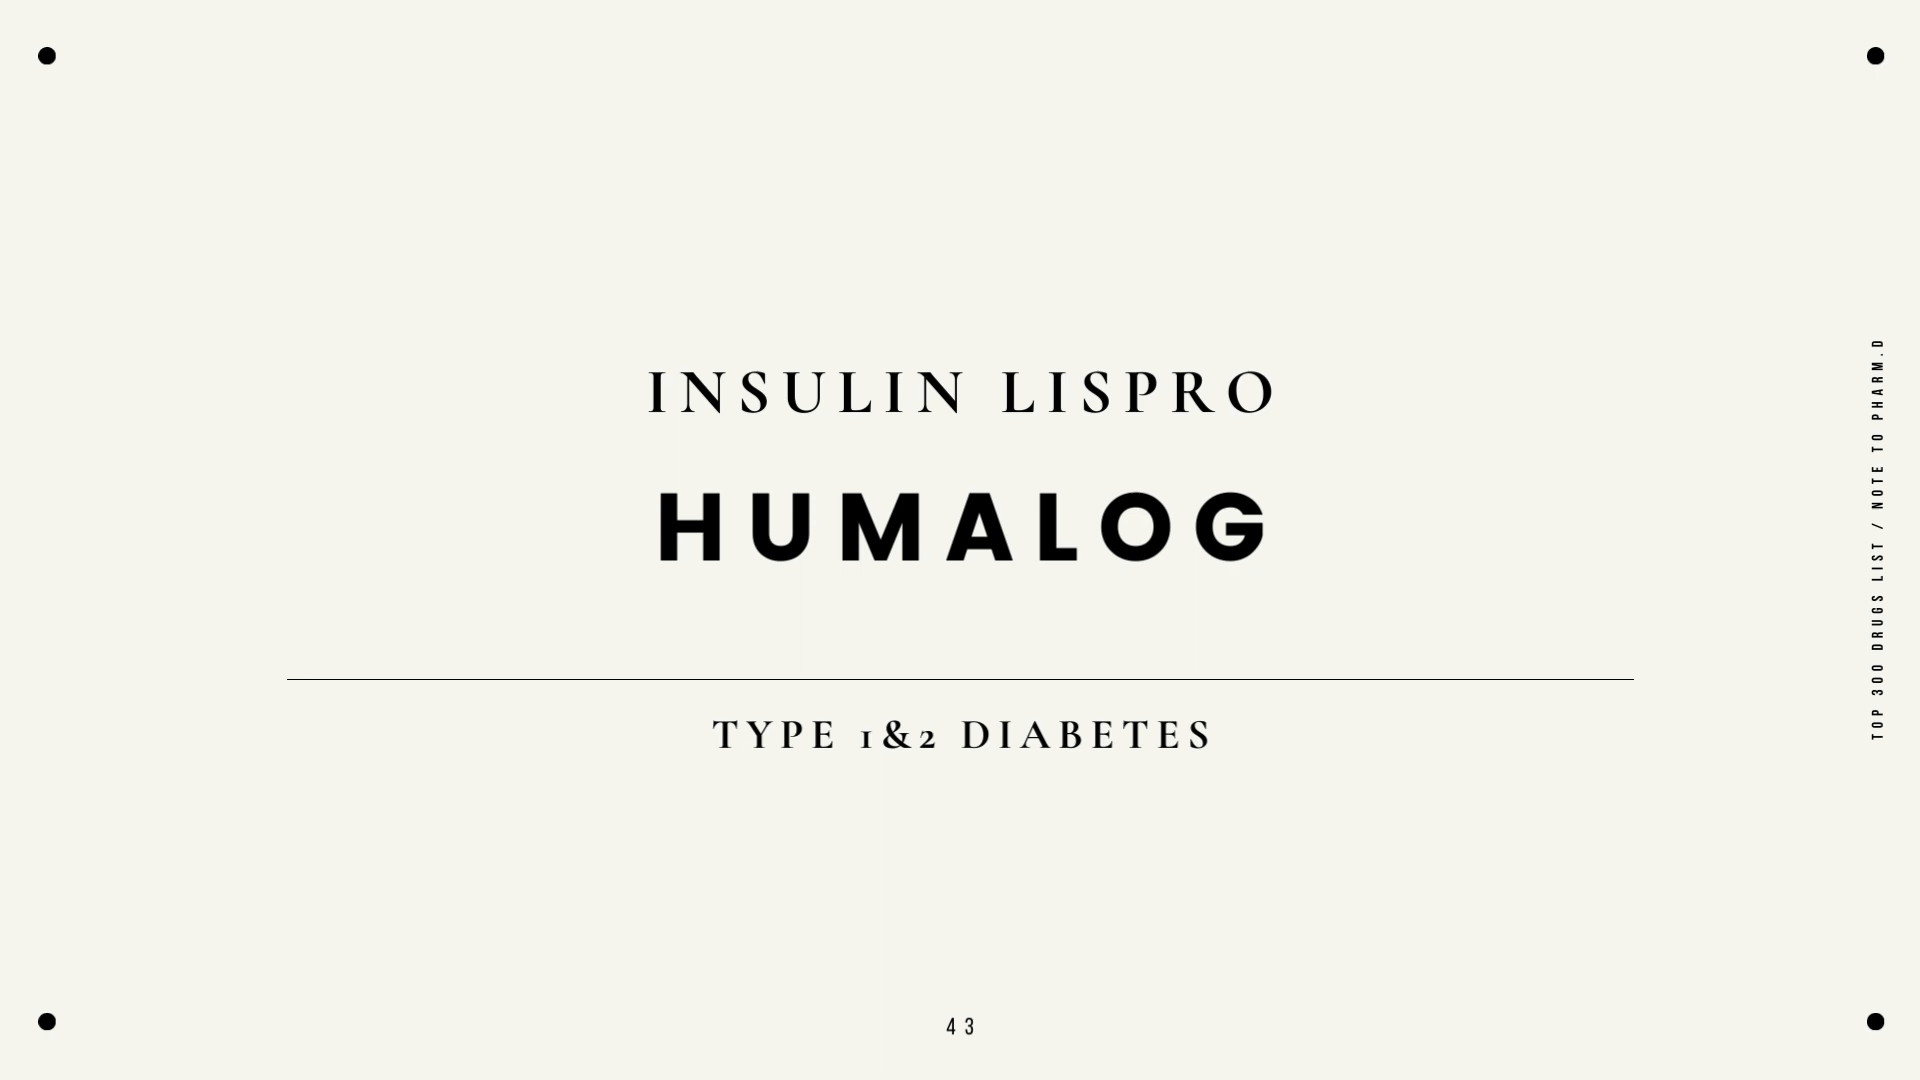 INSULIN LISPRO
HUMALOG
TYPE 1&2 DIABETES
43
TOP 300 DRUGS LIST / NOTE TO PHARM.D